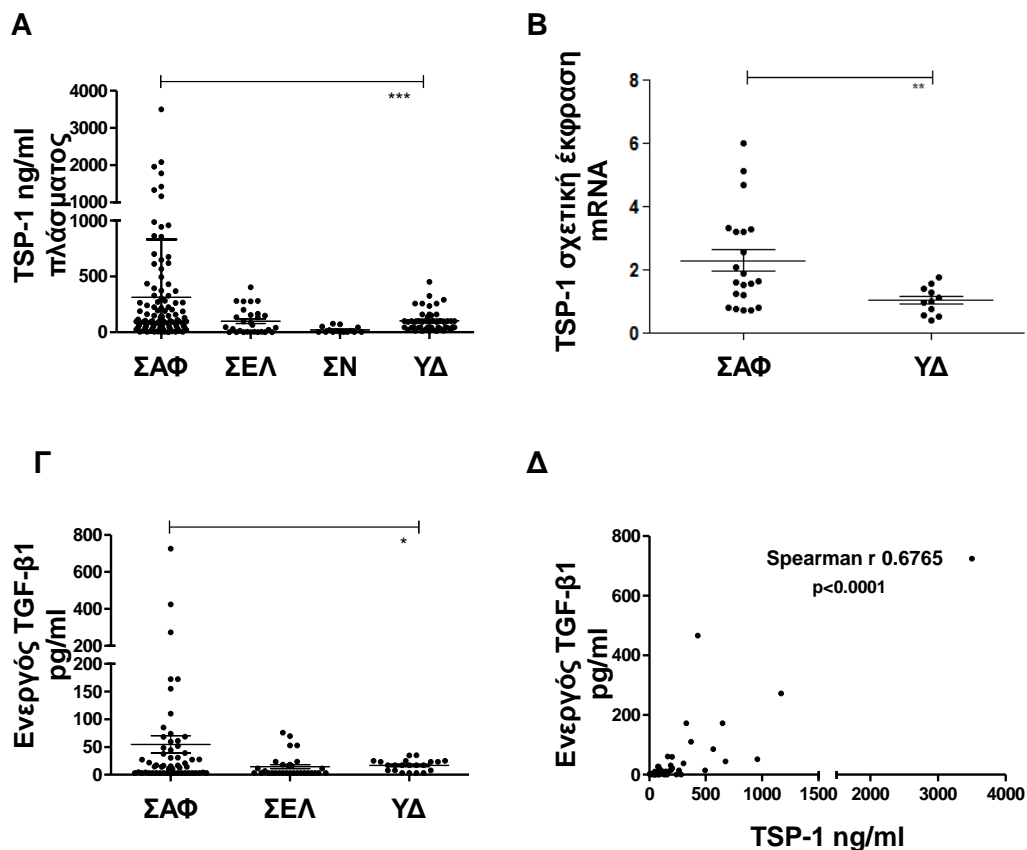 Α
TSP-1 ng/ml
πλάσματος
4000
3000
2000
1000
1000
500
0
***
ΣΑΦ ΣΕΛ ΣΝ ΥΔ
Β
TSP-1 σχετική έκφραση
mRNA
8
6
4
2
0
**
ΣΑΦ ΥΔ
Γ
Ενεργός TGF-β1
pg/ml
800
600
400
200
200
150
100
50
0
*
ΣΑΦ ΣΕΛ ΥΔ
Δ
Ενεργός TGF-β1
pg/ml
800
600
400
200
0
Spearman r 0.6765
p<0.0001
0 500 1000 1500 2000 3000 4000
TSP-1 ng/ml